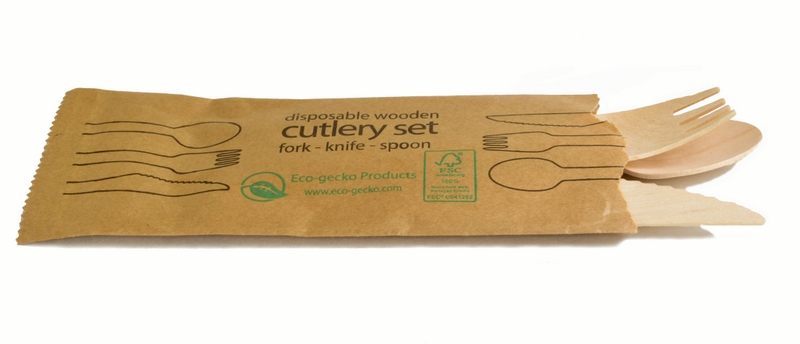 disposable wooden
cutlery set
fork - knife - spoon
Eco-gecko Products
www.eco-gecko.com
FSC
100%